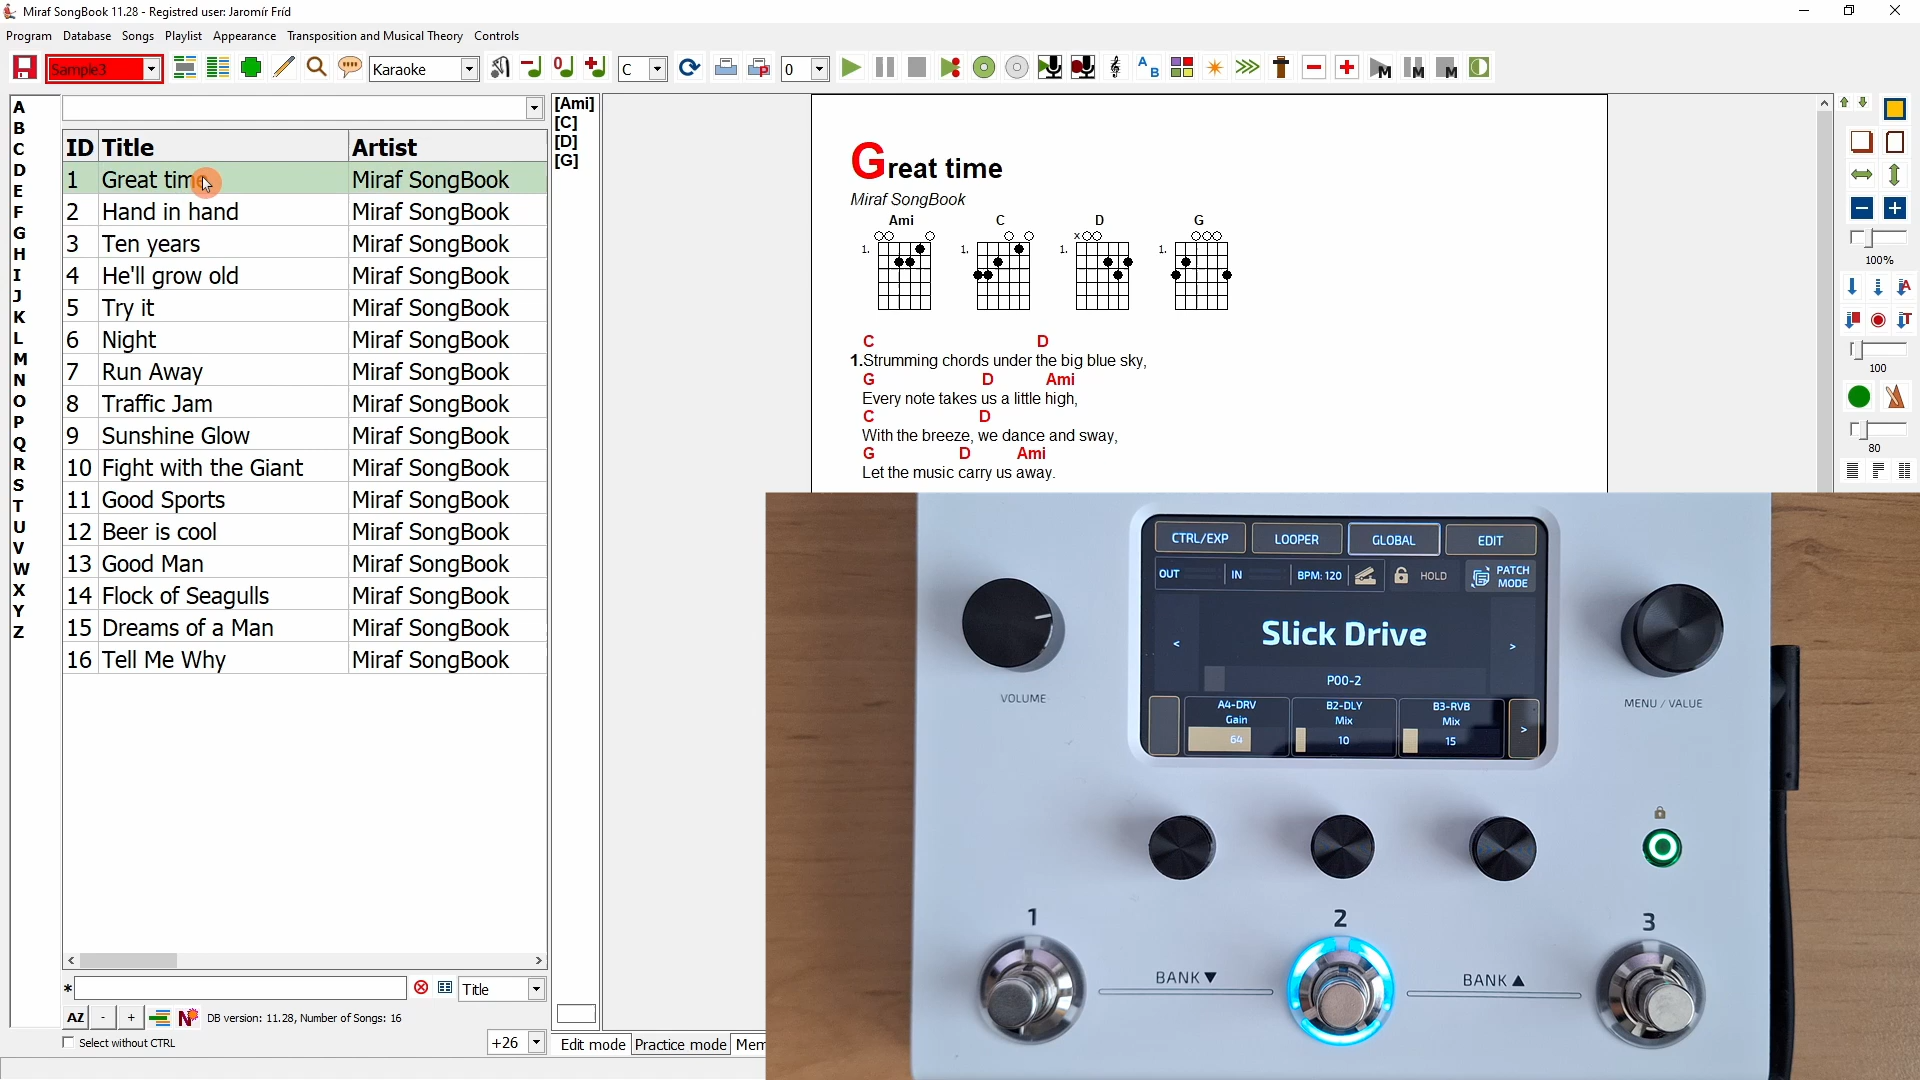 Miraf SongBook 11.28 - Registred user: Jaromír Fríd
Program Database Songs Playlist Appearance Transposition and Musical Theory Controls
Sample3 Karaoke C 0
A
B
C
D
E
F
G
H
I
J
K
L
M
N
O
P
Q
R
S
T
U
V
W
X
Y
Z
ID Title Artist
1 Great time Miraf SongBook
2 Hand in hand Miraf SongBook
3 Ten years Miraf SongBook
4 He'll grow old Miraf SongBook
5 Try it Miraf SongBook
6 Night Miraf SongBook
7 Run Away Miraf SongBook
8 Traffic Jam Miraf SongBook
9 Sunshine Glow Miraf SongBook
10 Fight with the Giant Miraf SongBook
11 Good Sports Miraf SongBook
12 Beer is cool Miraf SongBook
13 Good Man Miraf SongBook
14 Flock of Seagulls Miraf SongBook
15 Dreams of a Man Miraf SongBook
16 Tell Me Why Miraf SongBook
* Title
AZ - + N DB version: 11.28, Number of Songs: 16
Select without CTRL
+26
Edit mode Practice mode Mem
[Ami]
[C]
[D]
[G]
Great time
Miraf SongBook
Ami C D G
1. 1. 1. 1.
C D
1.Strumming chords under the big blue sky,
G D Ami
Every note takes us a little high,
C D
With the breeze, we dance and sway,
G D Ami
Let the music carry us away.
100%
100
80
CTRL/EXP LOOPER GLOBAL EDIT
OUT IN BPM: 120 HOLD PATCH MODE
< Slick Drive >
P00-2
A4-DRV B2-DLY B3-RVB
Gain Mix Mix
64 10 15 >
VOLUME
MENU / VALUE
1 2 3
BANK ▼ BANK ▲